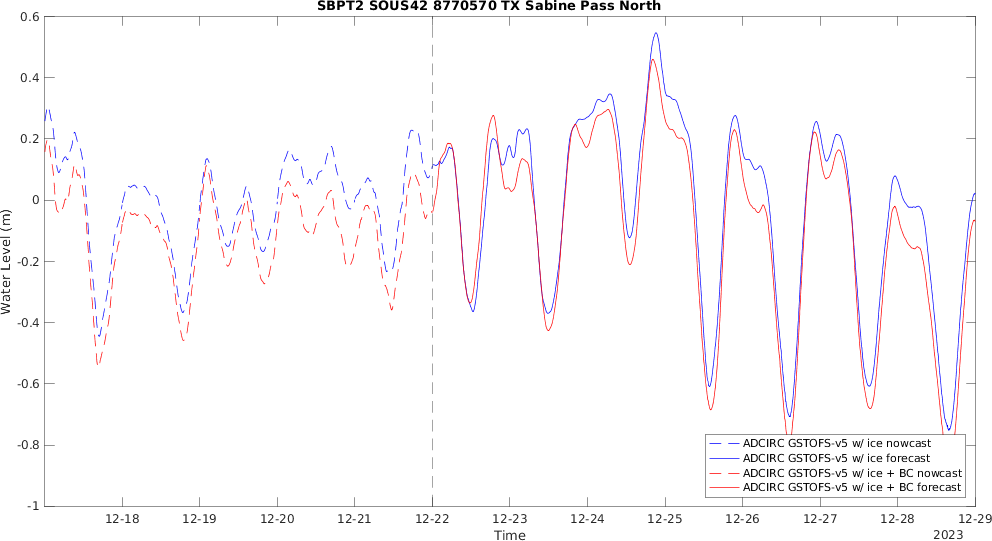 SBPT2 SOUS42 8770570 TX Sabine Pass North
0.6
0.4
0.2
0
-0.2
-0.4
-0.6
-0.8
-1
Water Level (m)
ADCIRC GSTOFS-v5 w/ ice nowcast
ADCIRC GSTOFS-v5 w/ ice forecast
ADCIRC GSTOFS-v5 w/ ice + BC nowcast
ADCIRC GSTOFS-v5 w/ ice + BC forecast
12-18 12-19 12-20 12-21 12-22 12-23 12-24 12-25 12-26 12-27 12-28 12-29
Time
2023